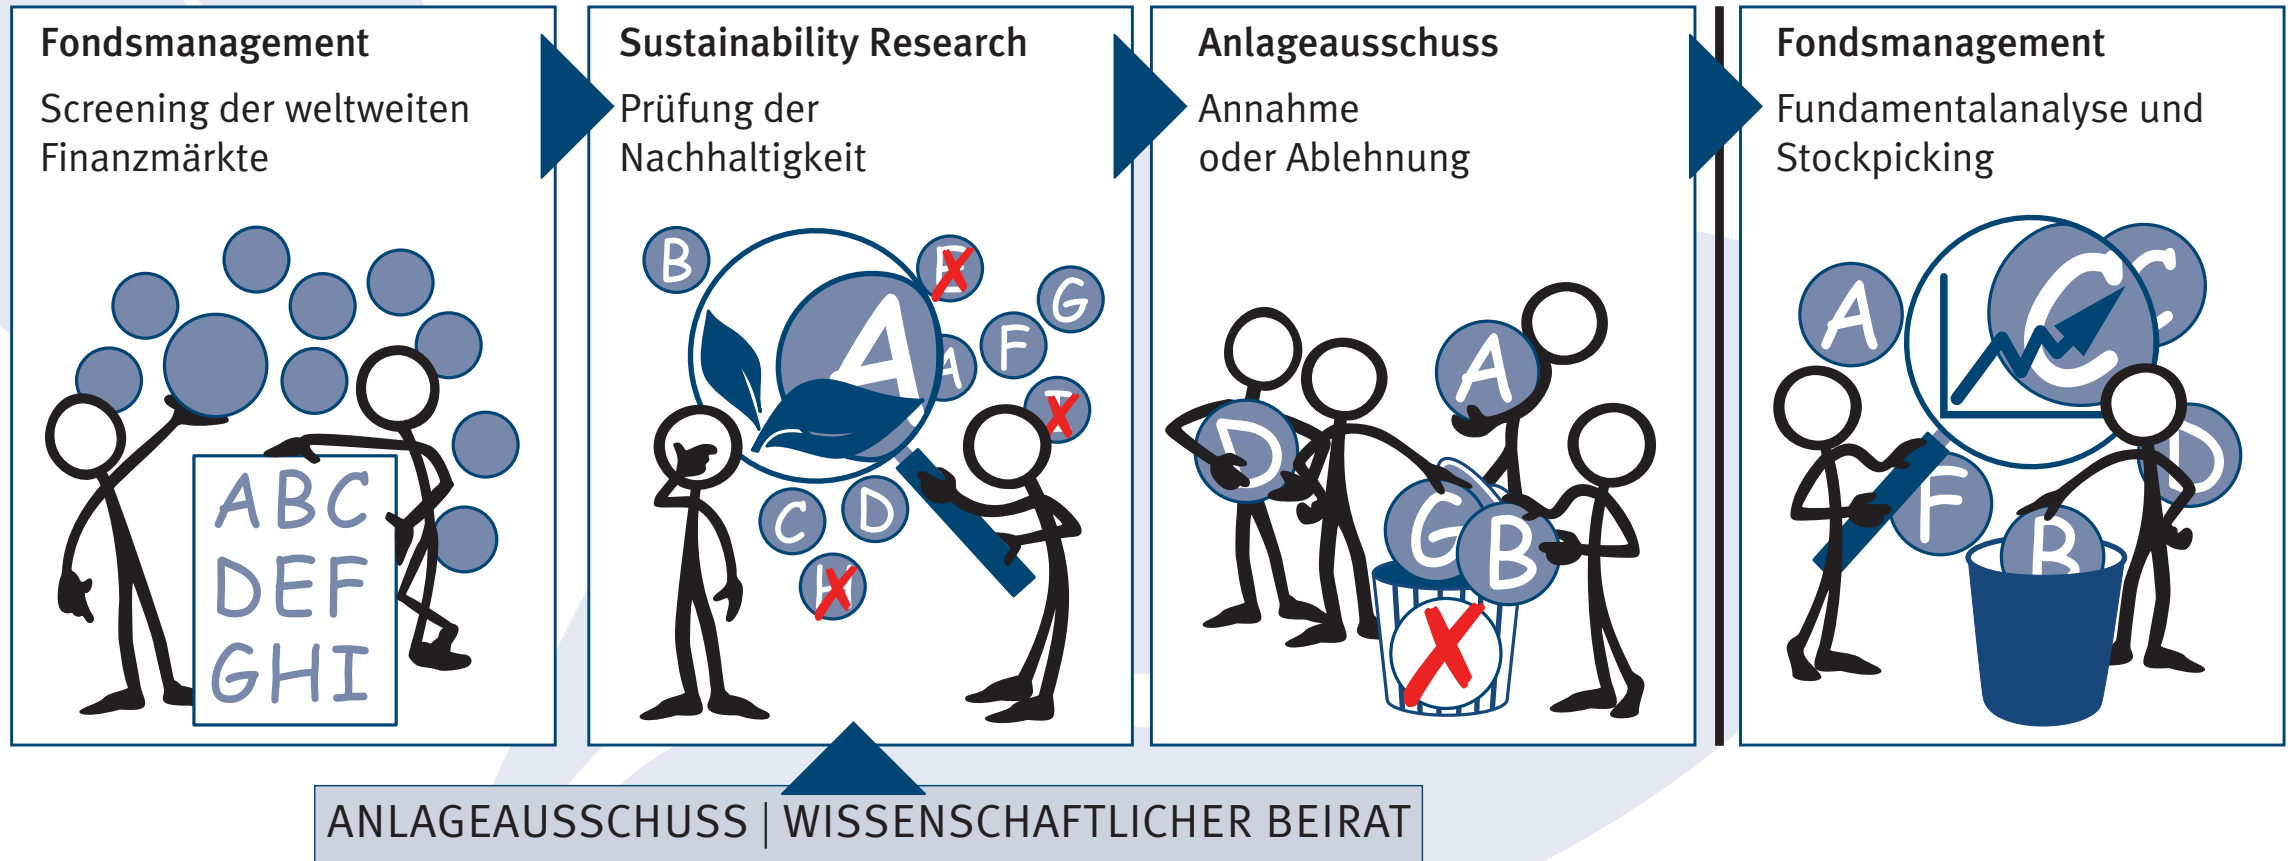 Fondsmanagement
Screening der weltweiten
Finanzmärkte
ABC
DEF
GHI
Sustainability Research
Prüfung der
Nachhaltigkeit
B
A
E
G
F
A
I
C
D
H
Anlageausschuss
Annahme
oder Ablehnung
A
D
G
B
Fondsmanagement
Fundamentalanalyse und
Stockpicking
A
C
C
D
F
B
ANLAGEAUSSCHUSS | WISSENSCHAFTLICHER BEIRAT